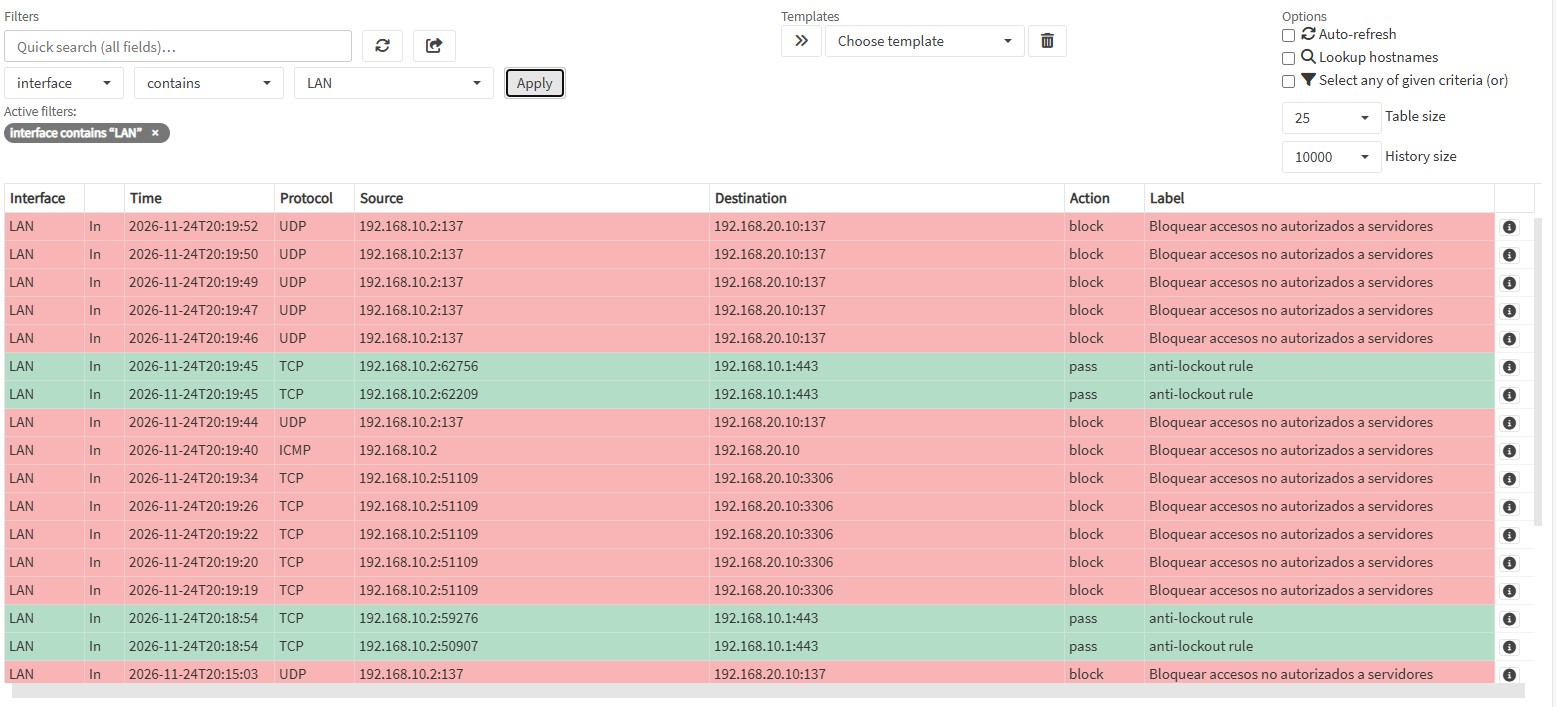 Filters
Templates
Options
Quick search (all fields)…
Choose template
Auto-refresh
Lookup hostnames
Select any of given criteria (or)
interface contains LAN Apply
Active filters:
interface contains “LAN” ×
25 Table size
10000 History size
Interface Time Protocol Source Destination Action Label
LAN In 2026-11-24T20:19:52 UDP 192.168.10.2:137 192.168.20.10:137 block Bloquear accesos no autorizados a servidores
LAN In 2026-11-24T20:19:50 UDP 192.168.10.2:137 192.168.20.10:137 block Bloquear accesos no autorizados a servidores
LAN In 2026-11-24T20:19:49 UDP 192.168.10.2:137 192.168.20.10:137 block Bloquear accesos no autorizados a servidores
LAN In 2026-11-24T20:19:47 UDP 192.168.10.2:137 192.168.20.10:137 block Bloquear accesos no autorizados a servidores
LAN In 2026-11-24T20:19:46 UDP 192.168.10.2:137 192.168.20.10:137 block Bloquear accesos no autorizados a servidores
LAN In 2026-11-24T20:19:45 TCP 192.168.10.2:62756 192.168.10.1:443 pass anti-lockout rule
LAN In 2026-11-24T20:19:45 TCP 192.168.10.2:62209 192.168.10.1:443 pass anti-lockout rule
LAN In 2026-11-24T20:19:44 UDP 192.168.10.2:137 192.168.20.10:137 block Bloquear accesos no autorizados a servidores
LAN In 2026-11-24T20:19:40 ICMP 192.168.10.2 192.168.20.10 block Bloquear accesos no autorizados a servidores
LAN In 2026-11-24T20:19:34 TCP 192.168.10.2:51109 192.168.20.10:3306 block Bloquear accesos no autorizados a servidores
LAN In 2026-11-24T20:19:26 TCP 192.168.10.2:51109 192.168.20.10:3306 block Bloquear accesos no autorizados a servidores
LAN In 2026-11-24T20:19:22 TCP 192.168.10.2:51109 192.168.20.10:3306 block Bloquear accesos no autorizados a servidores
LAN In 2026-11-24T20:19:20 TCP 192.168.10.2:51109 192.168.20.10:3306 block Bloquear accesos no autorizados a servidores
LAN In 2026-11-24T20:19:19 TCP 192.168.10.2:51109 192.168.20.10:3306 block Bloquear accesos no autorizados a servidores
LAN In 2026-11-24T20:18:54 TCP 192.168.10.2:59276 192.168.10.1:443 pass anti-lockout rule
LAN In 2026-11-24T20:18:54 TCP 192.168.10.2:50907 192.168.10.1:443 pass anti-lockout rule
LAN In 2026-11-24T20:15:03 UDP 192.168.10.2:137 192.168.20.10:137 block Bloquear accesos no autorizados a servidores